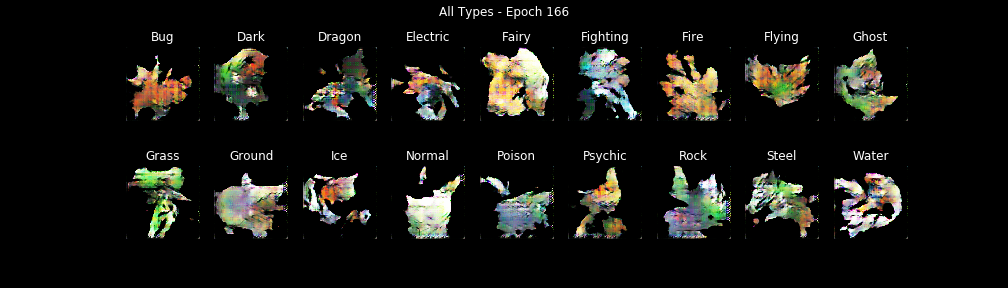 All Types - Epoch 166
Bug Dark Dragon Electric Fairy Fighting Fire Flying Ghost
Grass Ground Ice Normal Poison Psychic Rock Steel Water